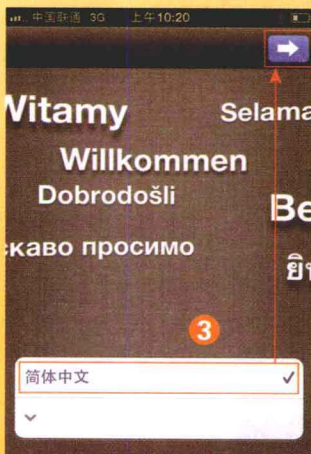 中国联通 3G 上午10:20
Witamy
Selama
Willkommen
Dobrodošli
Be
скаво просимо
ยิน
3
简体中文